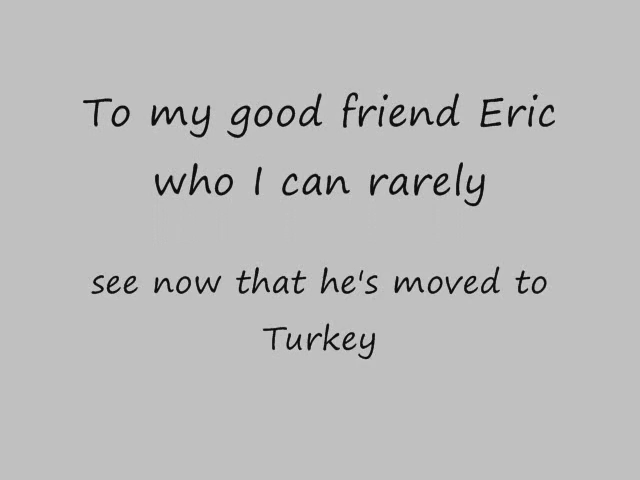 To my good friend Eric
who I can rarely
see now that he's moved to
Turkey